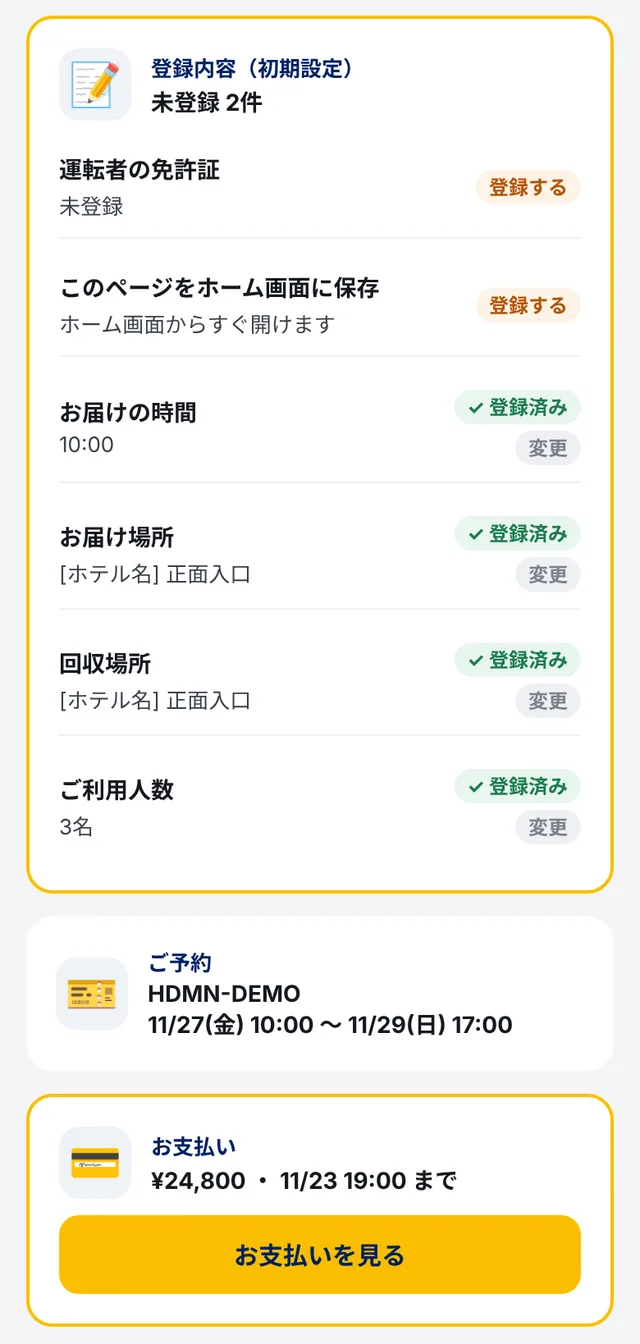 登録内容（初期設定）
未登録 2件
運転者の免許証
未登録
登録する
このページをホーム画面に保存
ホーム画面からすぐ開けます
登録する
お届けの時間
10:00
✓ 登録済み
変更
お届け場所
[ホテル名] 正面入口
✓ 登録済み
変更
回収場所
[ホテル名] 正面入口
✓ 登録済み
変更
ご利用人数
3名
✓ 登録済み
変更
ご予約
HDMN-DEMO
11/27(金) 10:00 〜 11/29(日) 17:00
お支払い
¥24,800 ・ 11/23 19:00 まで
お支払いを見る